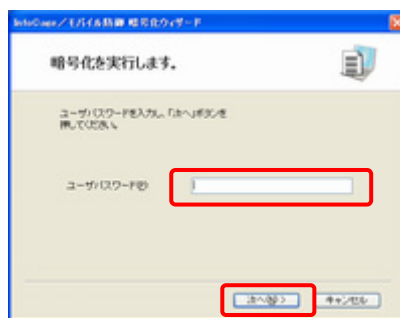 InfoCage／モバイル防御 暗号化ウィザード
暗号化を実行します。
ユーザパスワードを入力し、「次へ」ボタンを
押してください。
ユーザパスワード(P)
次へ(N) >
キャンセル